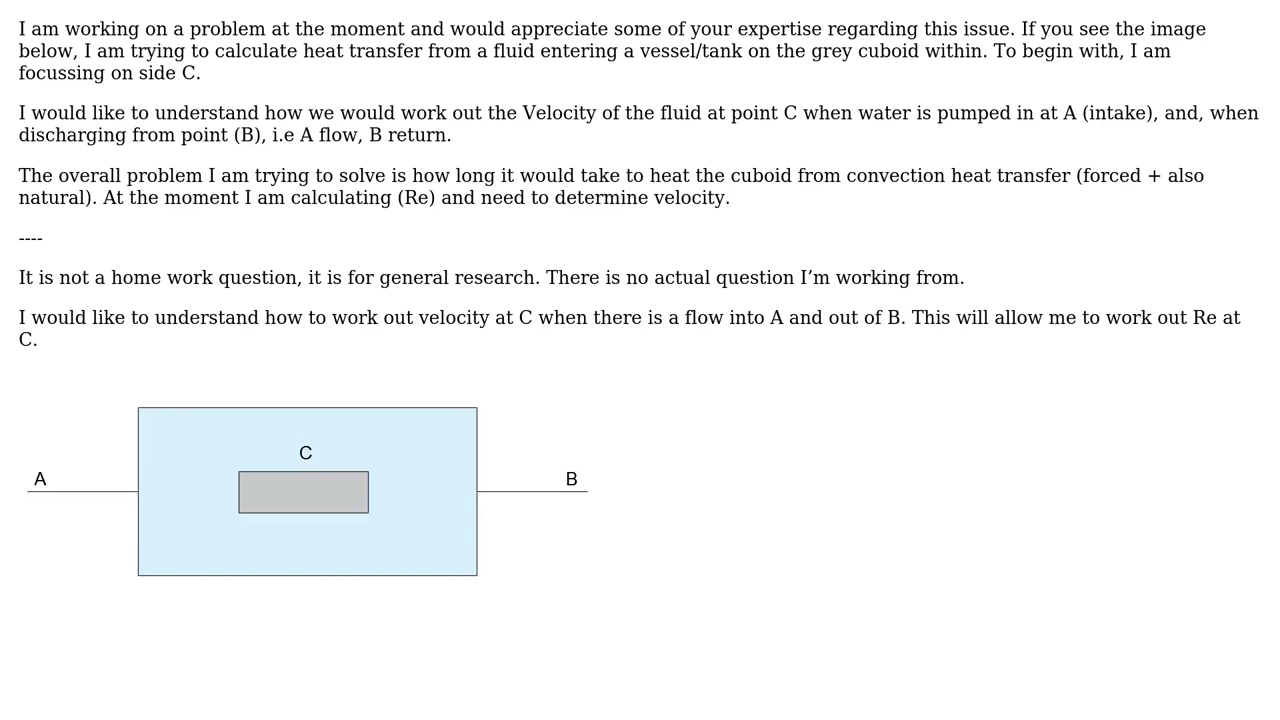 I am working on a problem at the moment and would appreciate some of your expertise regarding this issue. If you see the image
below, I am trying to calculate heat transfer from a fluid entering a vessel/tank on the grey cuboid within. To begin with, I am
focussing on side C.
I would like to understand how we would work out the Velocity of the fluid at point C when water is pumped in at A (intake), and, when
discharging from point (B), i.e A flow, B return.
The overall problem I am trying to solve is how long it would take to heat the cuboid from convection heat transfer (forced + also
natural). At the moment I am calculating (Re) and need to determine velocity.
----
It is not a home work question, it is for general research. There is no actual question I’m working from.
I would like to understand how to work out velocity at C when there is a flow into A and out of B. This will allow me to work out Re at
C.
C
A
B